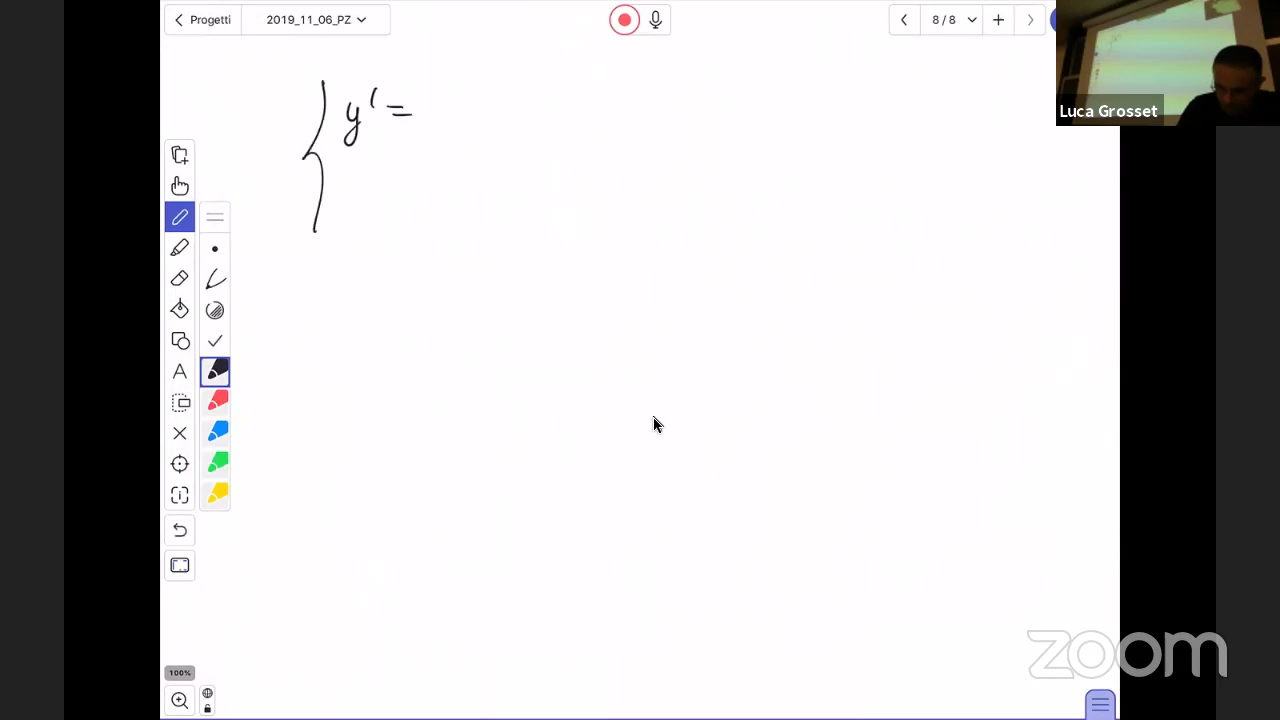 Progetti
2019_11_06_PZ
8/8
Luca Grosset
{ y' =
A
100%
zoom